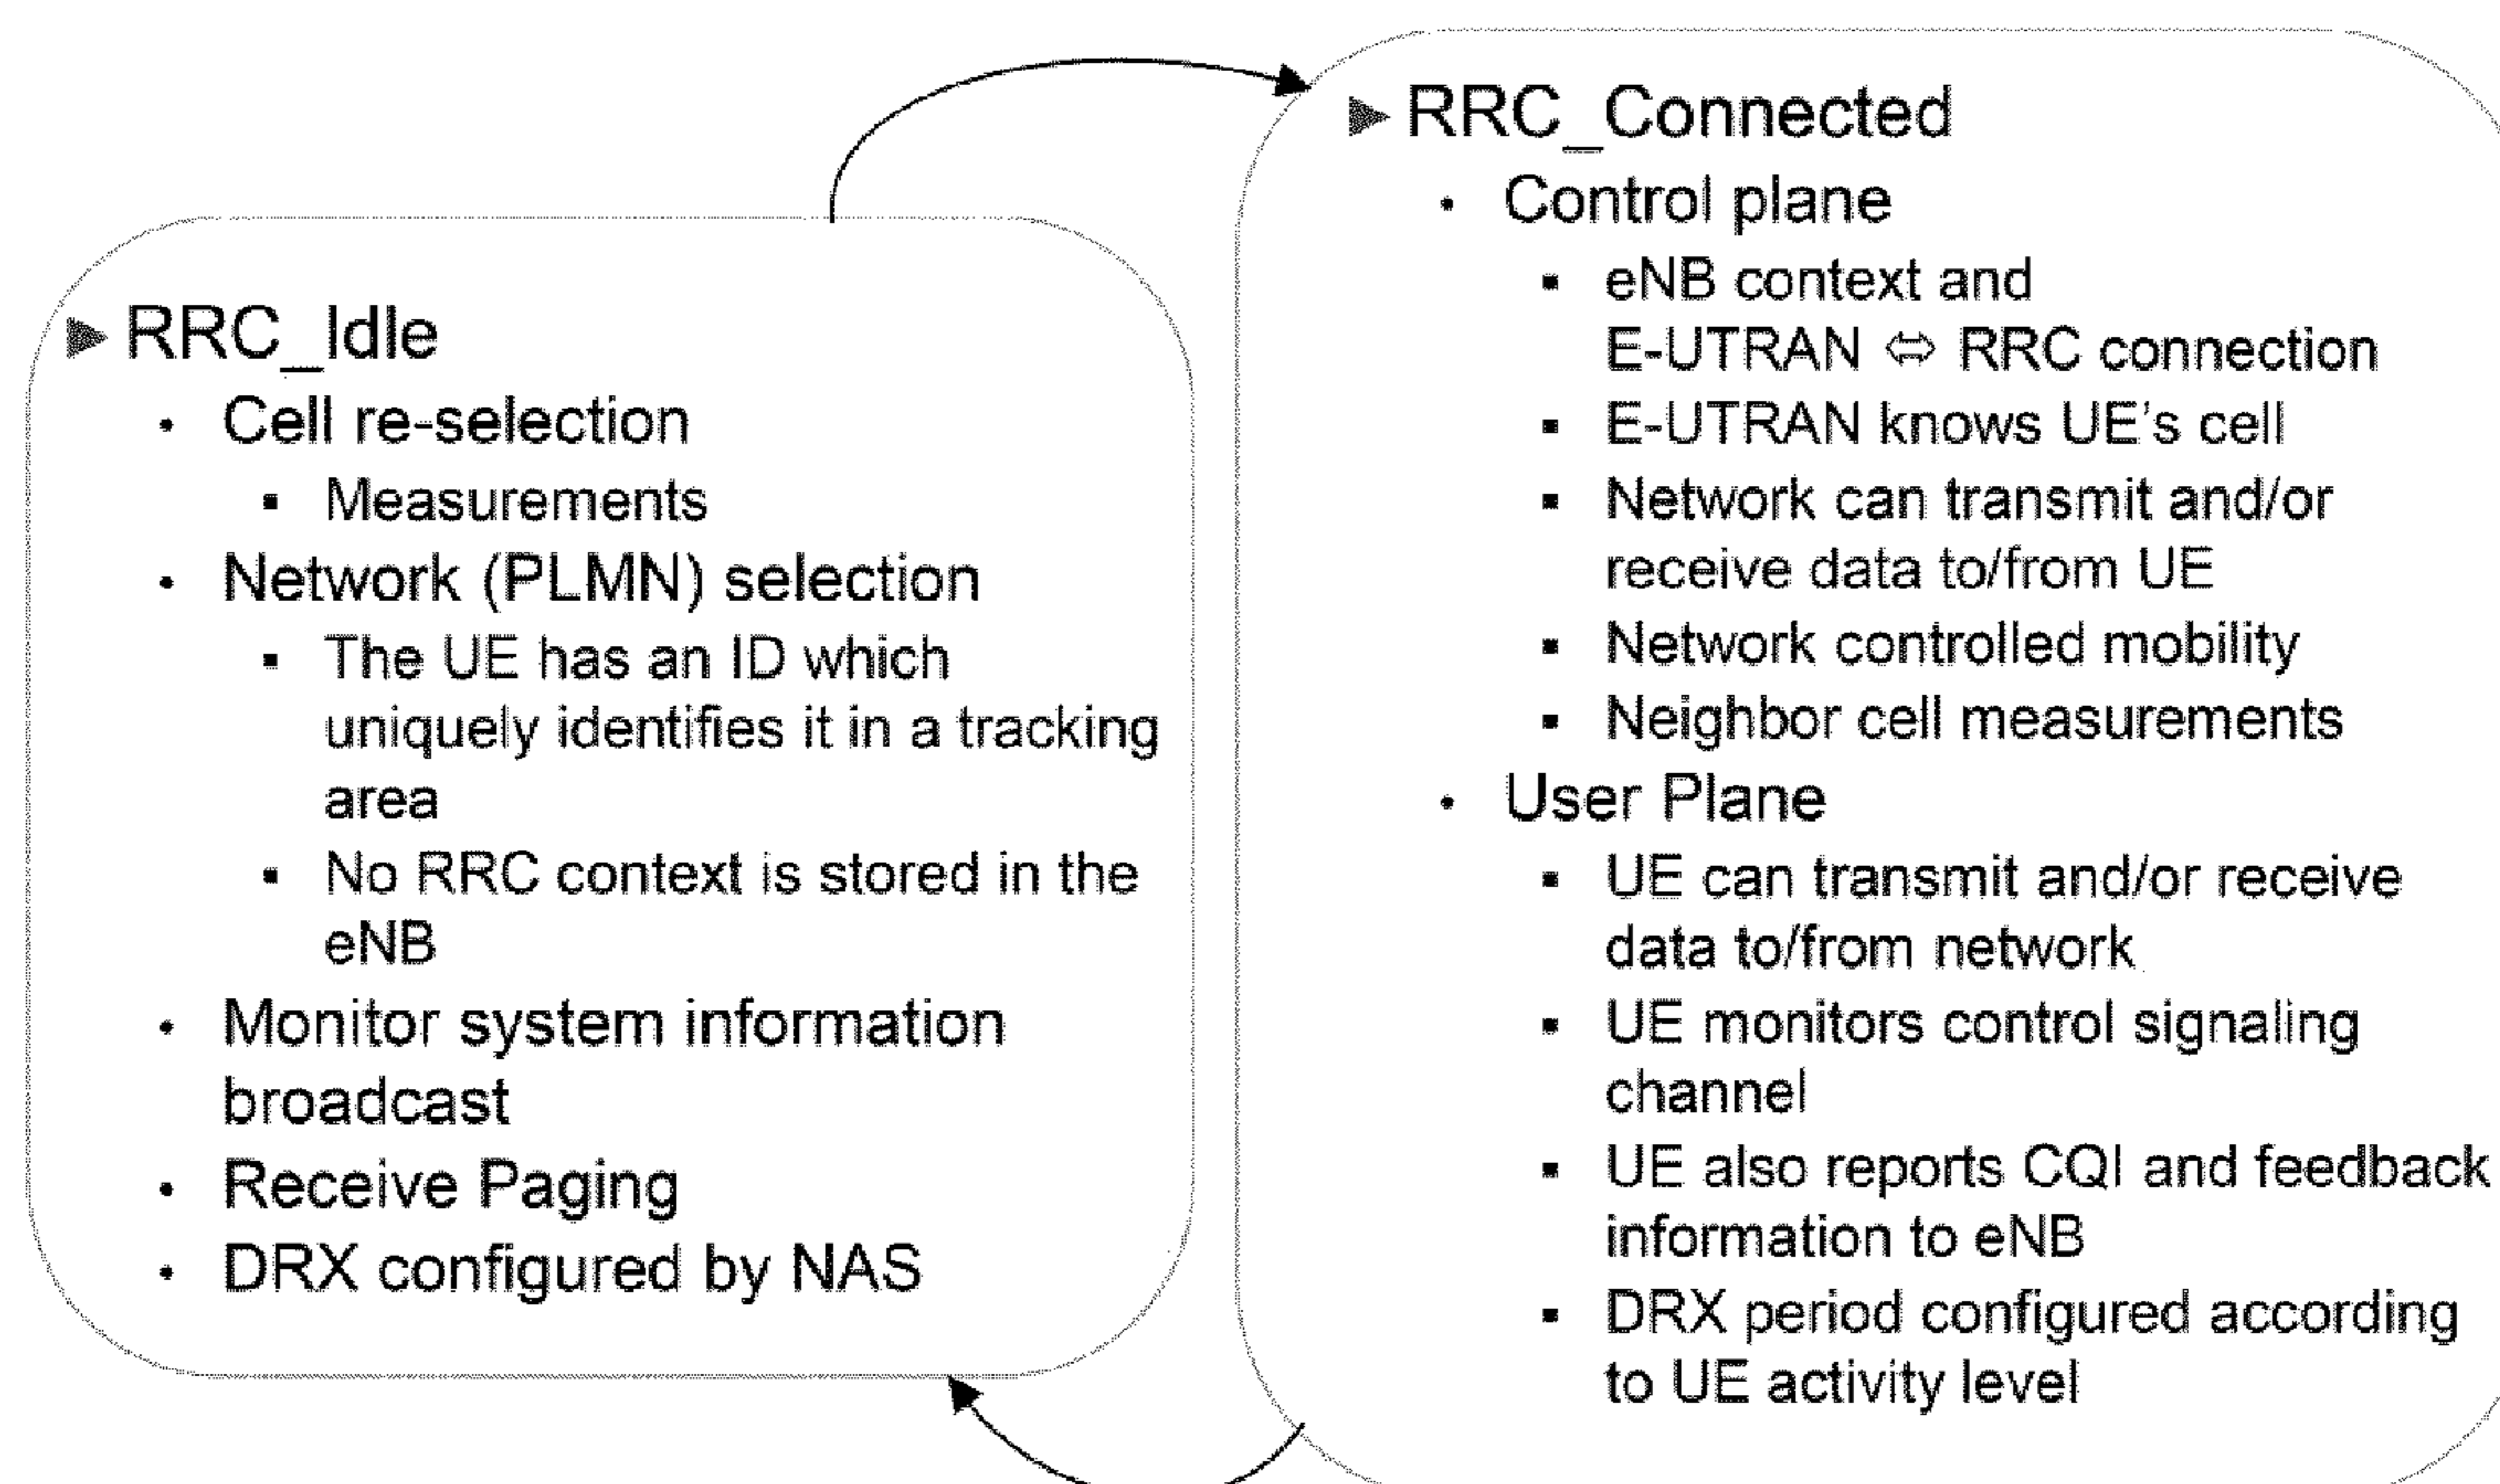 RRC_Idle
Cell re-selection
Measurements
Network (PLMN) selection
The UE has an ID which
uniquely identifies it in a tracking
area
No RRC context is stored in the
eNB
Monitor system information
broadcast
Receive Paging
DRX configured by NAS
RRC_Connected
Control plane
eNB context and
E-UTRAN ⇔ RRC connection
E-UTRAN knows UE's cell
Network can transmit and/or
receive data to/from UE
Network controlled mobility
Neighbor cell measurements
User Plane
UE can transmit and/or receive
data to/from network
UE monitors control signaling
channel
UE also reports CQI and feedback
information to eNB
DRX period configured according
to UE activity level